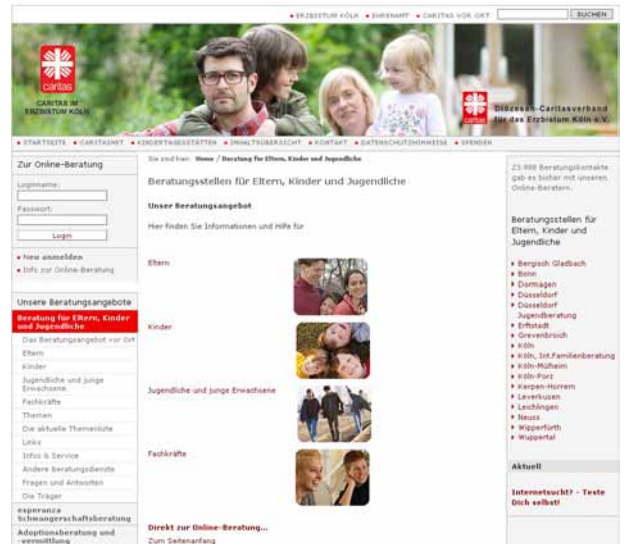 ERZBISTUM KÖLN EHRENAMT CARITAS VOR ORT SUCHEN
caritas
CARITAS IM
ERZBISTUM KÖLN
caritas
Diözesan-Caritasverband
für das Erzbistum Köln e.V.
STARTSEITE CARITASNET KINDERTAGESSTÄTTEN INHALTSÜBERSICHT KONTAKT DATENSCHUTZHINWEISE SPENDEN
Zur Online-Beratung
Loginname:
Passwort:
Login
Neu anmelden
Info zur Online-Beratung
Unsere Beratungsangebote
Beratung für Eltern, Kinder
und Jugendliche
Das Beratungsangebot vor Ort
Eltern
Kinder
Jugendliche und junge
Erwachsene
Fachkräfte
Themen
Die aktuelle Themenliste
Links
Infos & Service
Andere Beratungsdienste
Fragen und Antworten
Die Träger
esperanza
Schwangerschaftsberatung
Adoptionsberatung und
-vermittlung
Sie sind hier: Home / Beratung für Eltern, Kinder und Jugendliche
Beratungsstellen für Eltern, Kinder und Jugendliche
Unser Beratungsangebot
Hier finden Sie Informationen und Hilfe für
Eltern
Kinder
Jugendliche und junge Erwachsene
Fachkräfte
Direkt zur Online-Beratung...
Zum Seitenanfang
Beratungskontakte
gab es bisher mit unseren
Online-Beratern.
Beratungsstellen für
Eltern, Kinder und
Jugendliche
Bergisch Gladbach
Bonn
Dormagen
Düsseldorf
Düsseldorf
Jugendberatung
Erftstadt
Grevenbroich
Köln
Köln, Int.Familienberatung
Köln-Mülheim
Köln-Porz
Kerpen-Horrem
Leverkusen
Leichlingen
Neuss
Wipperfürth
Wuppertal
Aktuell
Internetsucht? - Teste
Dich selbst!